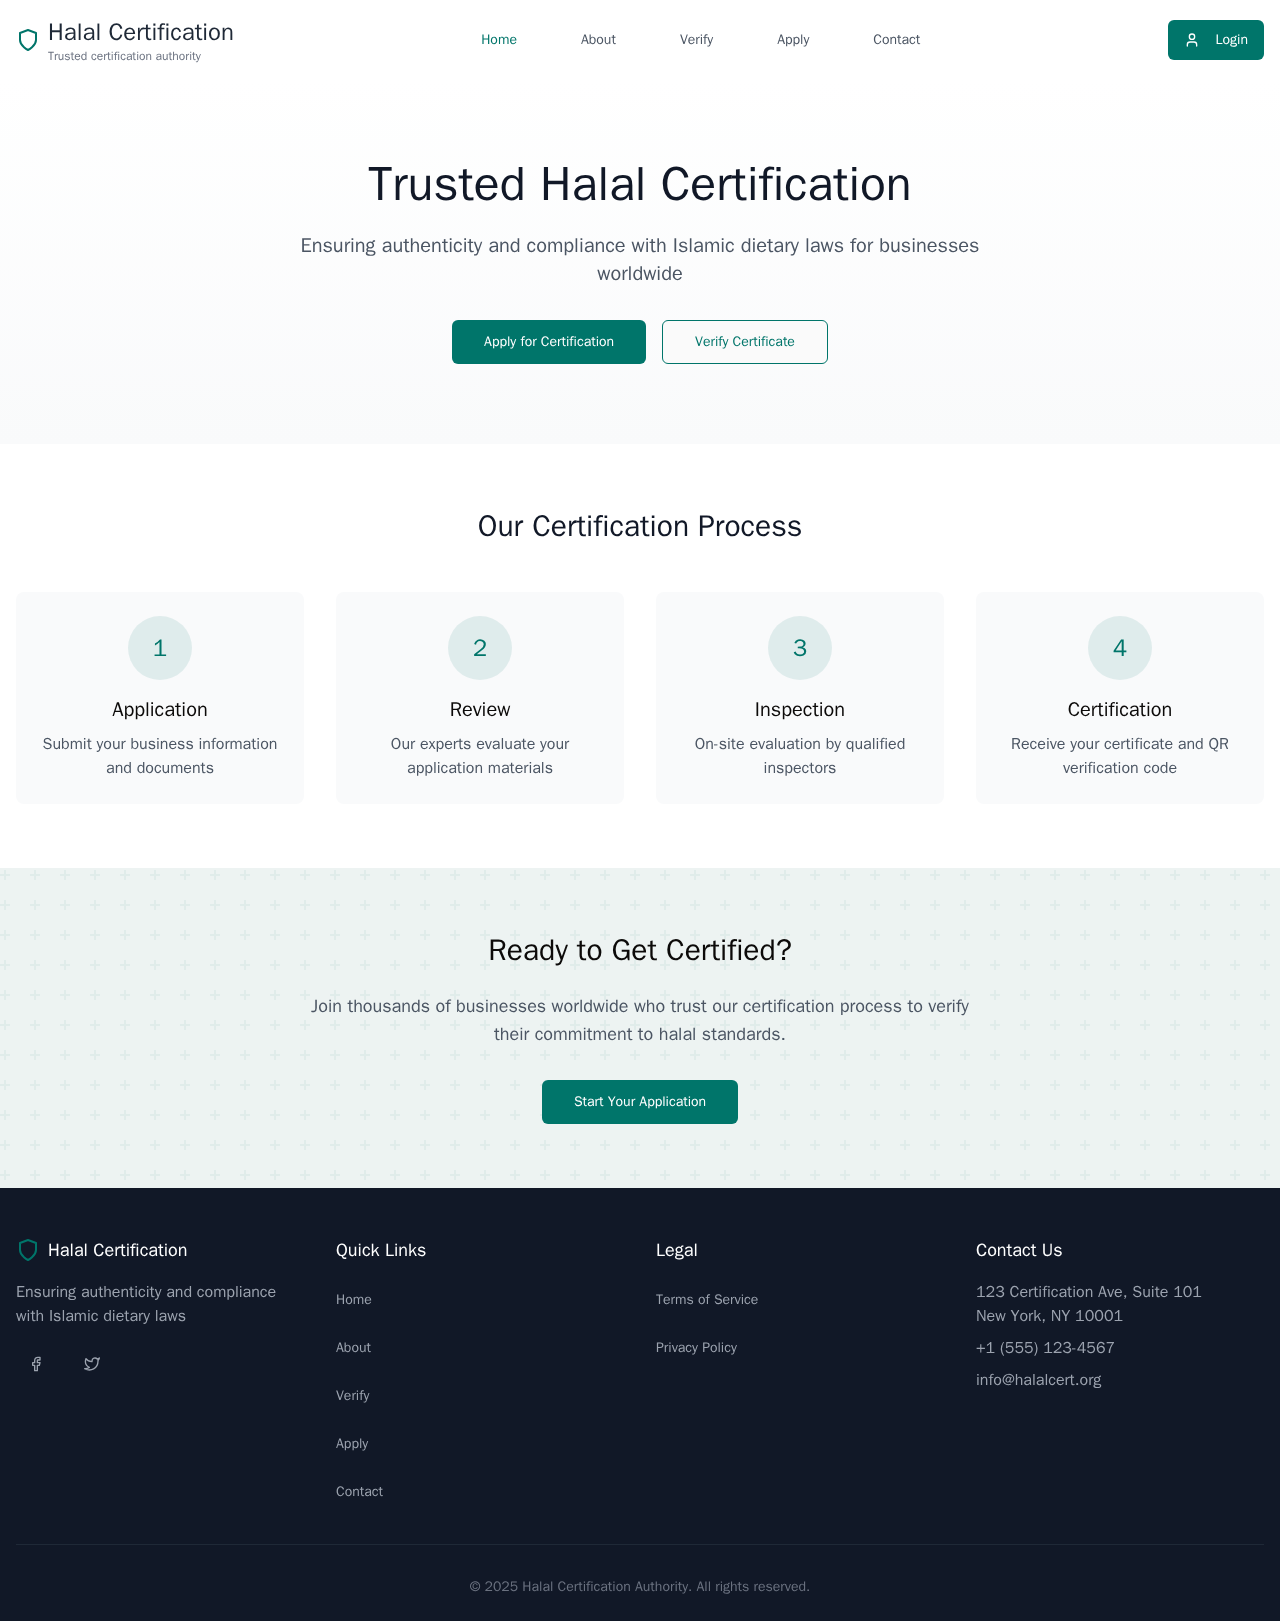 Halal Certification
Trusted certification authority
Home
About
Verify
Apply
Contact
Login
Trusted Halal Certification
Ensuring authenticity and compliance with Islamic dietary laws for businesses
worldwide
Apply for Certification
Verify Certificate
Our Certification Process
1
Application
Submit your business information
and documents
2
Review
Our experts evaluate your
application materials
3
Inspection
On-site evaluation by qualified
inspectors
4
Certification
Receive your certificate and QR
verification code
Ready to Get Certified?
Join thousands of businesses worldwide who trust our certification process to verify
their commitment to halal standards.
Start Your Application
Halal Certification
Ensuring authenticity and compliance
with Islamic dietary laws
Quick Links
Home
About
Verify
Apply
Contact
Legal
Terms of Service
Privacy Policy
Contact Us
123 Certification Ave, Suite 101
New York, NY 10001
+1 (555) 123-4567
info@halalcert.org
© 2025 Halal Certification Authority. All rights reserved.